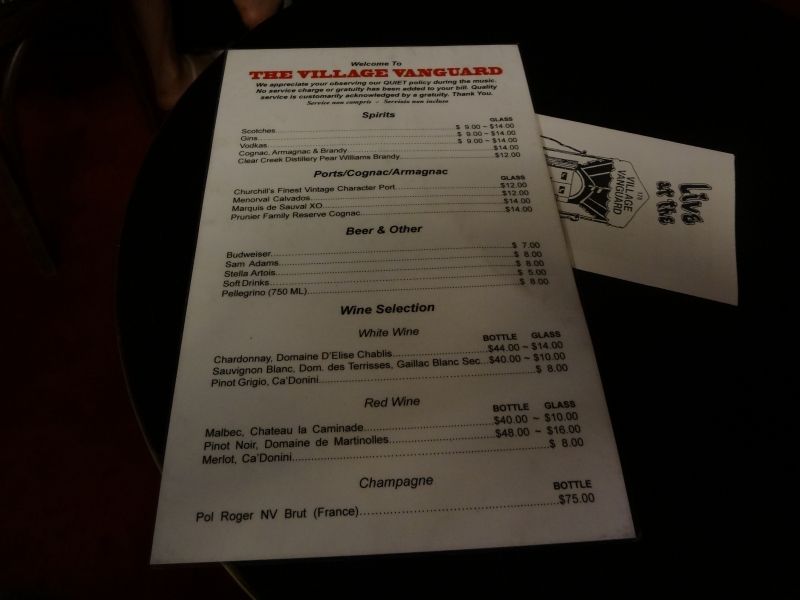 Welcome To
THE VILLAGE VANGUARD
We appreciate your observing our QUIET policy during the music.
No service charge or gratuity has been added to your bill. Quality
service is customarily acknowledged by a gratuity. Thank You.
Service non compris - Servizio non incluso
Spirits
GLASS
Scotches....................$ 9.00 ~ $14.00
Gins....................$ 9.00 ~ $14.00
Vodkas....................$ 9.00 ~ $14.00
Cognac, Armagnac & Brandy....................$14.00
Clear Creek Distillery Pear Williams Brandy....................$12.00
Ports/Cognac/Armagnac
GLASS
Churchill's Finest Vintage Character Port....................$12.00
Menorval Calvados....................$12.00
Marquis de Sauval XO....................$14.00
Prunier Family Reserve Cognac....................$14.00
Beer & Other
Budweiser....................$ 7.00
Sam Adams....................$ 8.00
Stella Artois....................$ 8.00
Soft Drinks....................$ 5.00
Pellegrino (750 ML)....................$ 8.00
Wine Selection
White Wine
BOTTLE GLASS
Chardonnay, Domaine D'Elise Chablis....................$44.00 ~ $14.00
Sauvignon Blanc, Dom. des Terrisses, Gaillac Blanc Sec...$40.00 ~ $10.00
Pinot Grigio, Ca'Donini....................$ 8.00
Red Wine
BOTTLE GLASS
Malbec, Chateau la Caminade....................$40.00 ~ $10.00
Pinot Noir, Domaine de Martinolles....................$48.00 ~ $16.00
Merlot, Ca'Donini....................$ 8.00
Champagne
BOTTLE
Pol Roger NV Brut (France)....................$75.00
Live
at the
VILLAGE
VANGUARD
178